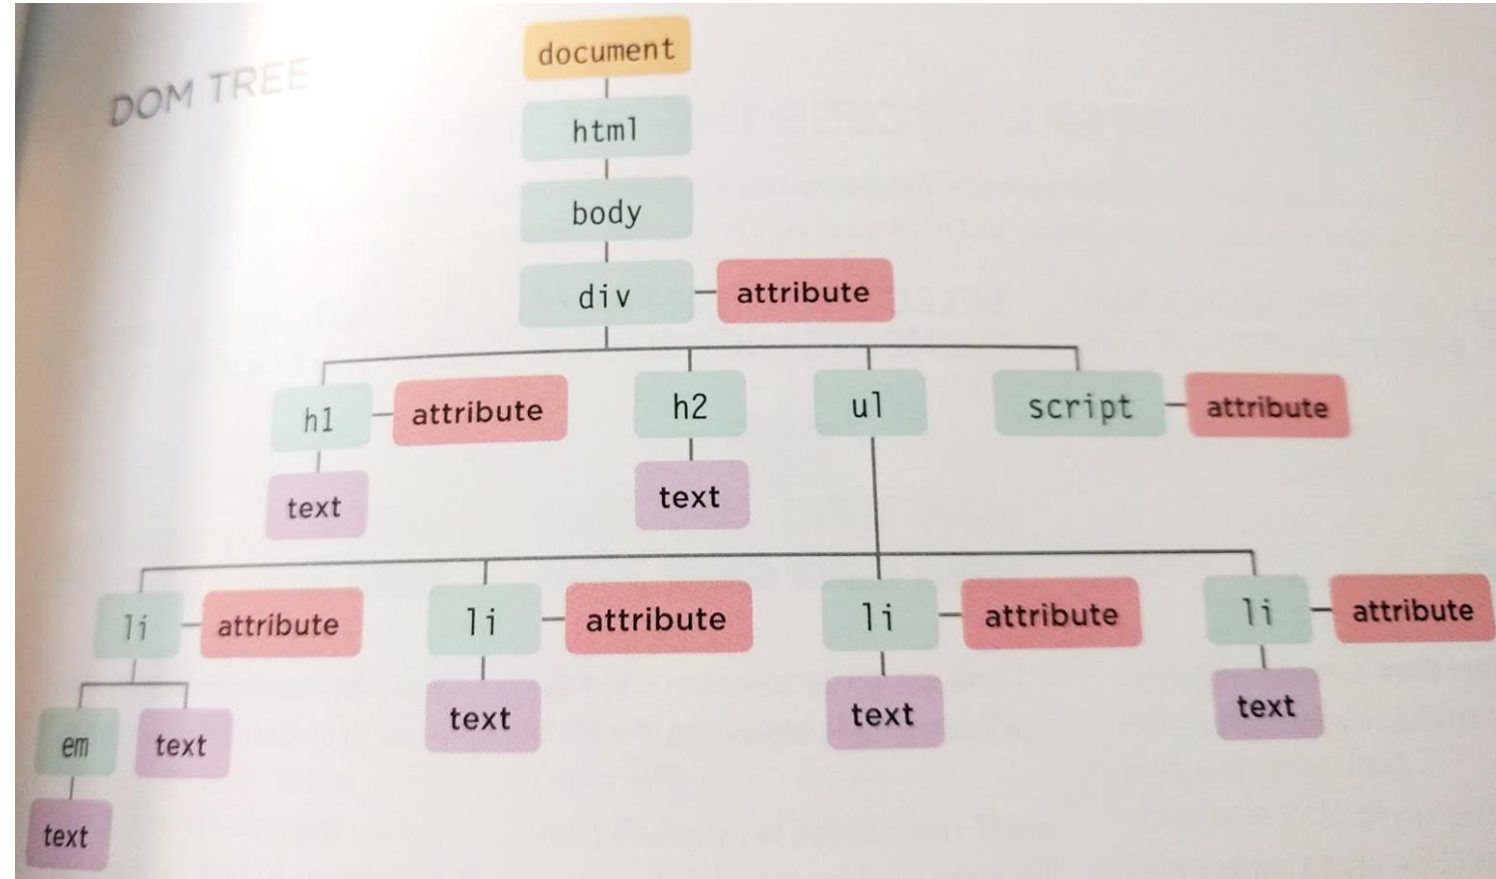 DOM TREE
document
html
body
div attribute
h1 attribute h2 ul script attribute
text text
li attribute li attribute li attribute li attribute
em text text text text
text